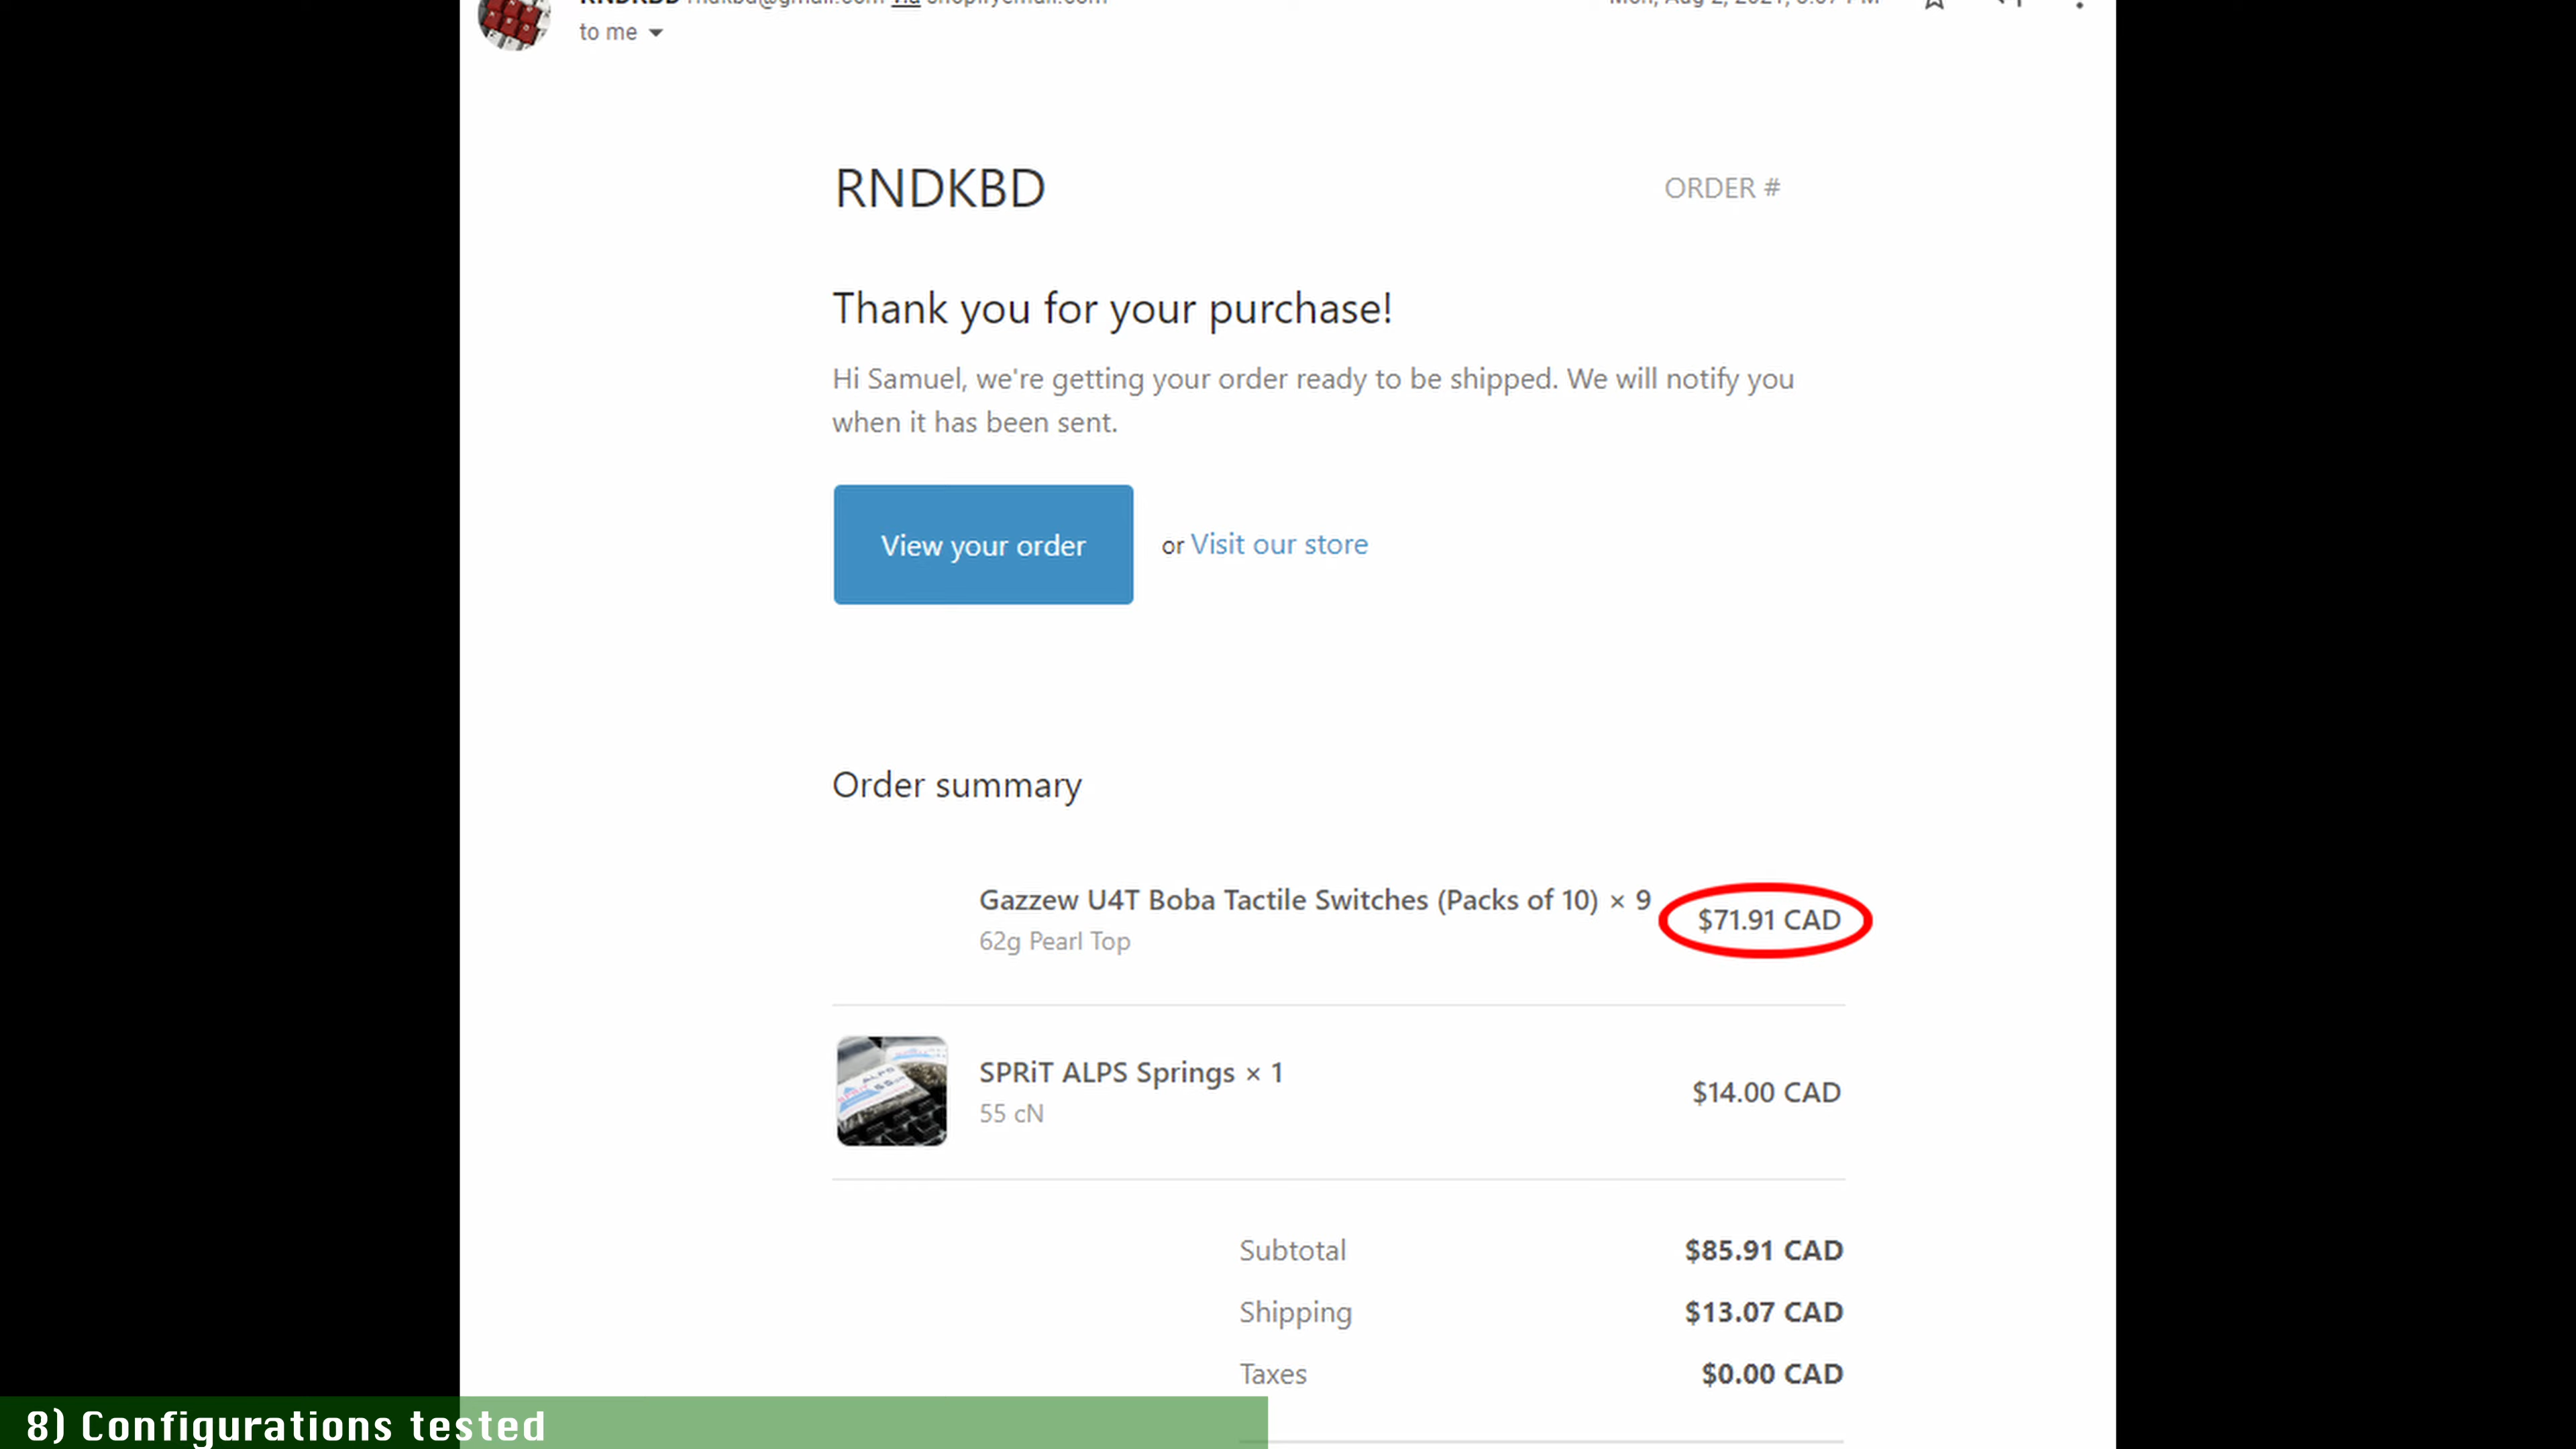 to me
RNDKBD
ORDER #
Thank you for your purchase!
Hi Samuel, we're getting your order ready to be shipped. We will notify you
when it has been sent.
View your order
or Visit our store
Order summary
Gazzew U4T Boba Tactile Switches (Packs of 10) × 9
62g Pearl Top
$71.91 CAD
SPRiT ALPS Springs × 1
55 cN
$14.00 CAD
Subtotal
$85.91 CAD
Shipping
$13.07 CAD
Taxes
$0.00 CAD
8) Configurations tested